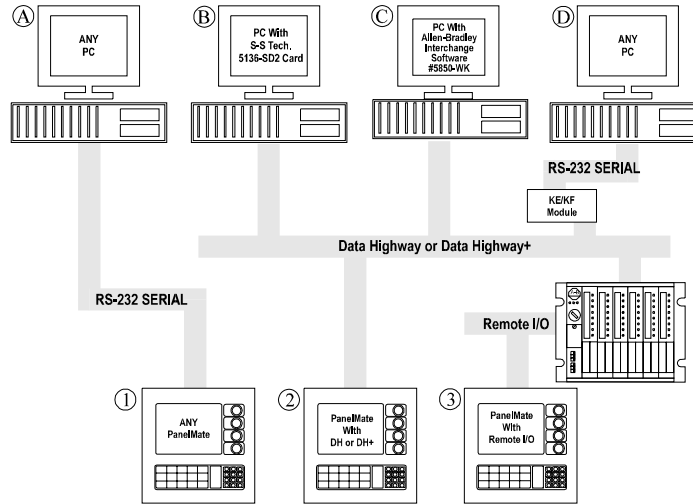 A
ANY
PC
B
PC With
S-S Tech.
5136-SD2 Card
C
PC With
Allen-Bradley
Interchange
Software
#5850-WK
D
ANY
PC
RS-232 SERIAL
KE/KF
Module
Data Highway or Data Highway+
RS-232 SERIAL
Remote I/O
1
ANY
PanelMate
2
PanelMate
With
DH or DH+
3
PanelMate
With
Remote I/O